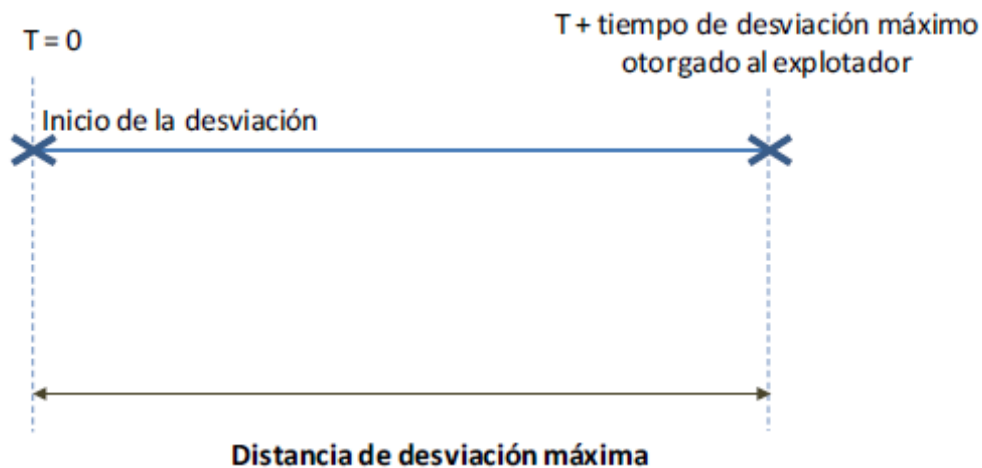 T = 0
T + tiempo de desviación máximo
otorgado al explotador
Inicio de la desviación
Distancia de desviación máxima